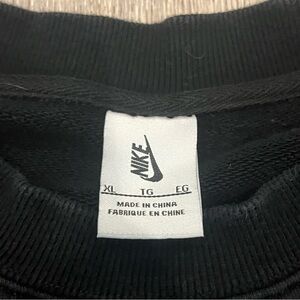 NIKE
XL TG EG
MADE IN CHINA
FABRIQUE EN CHINE